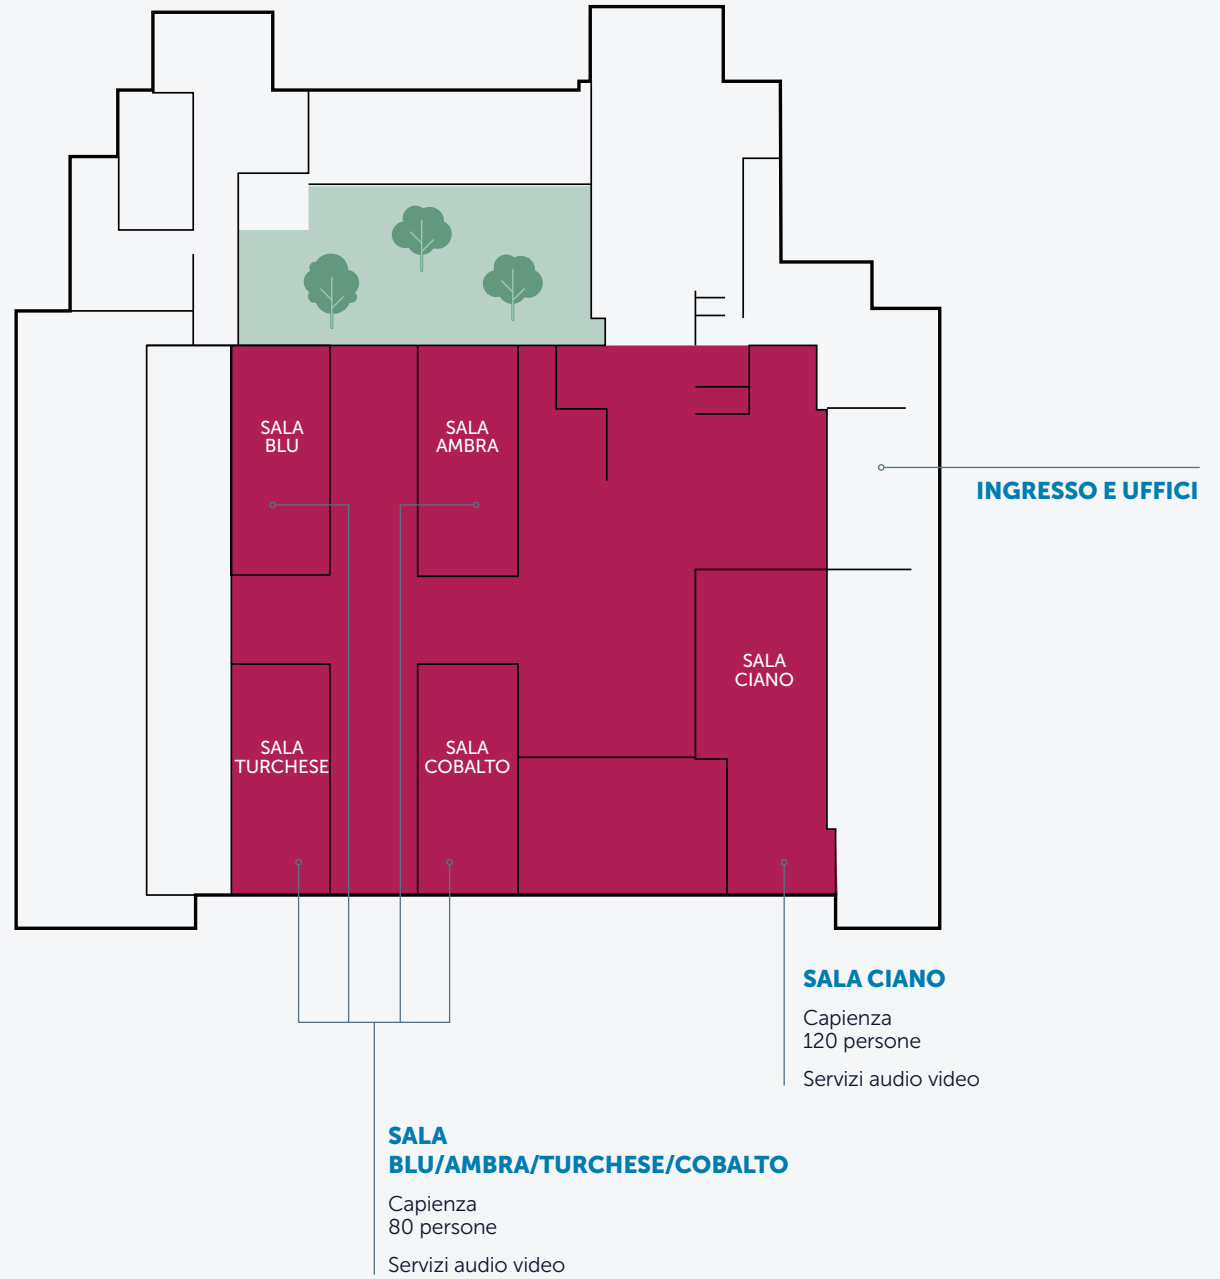 SALA
BLU
SALA
AMBRA
INGRESSO E UFFICI
SALA
CIANO
SALA
TURCHESE
SALA
COBALTO
SALA CIANO
Capienza
120 persone
Servizi audio video
SALA
BLU/AMBRA/TURCHESE/COBALTO
Capienza
80 persone
Servizi audio video